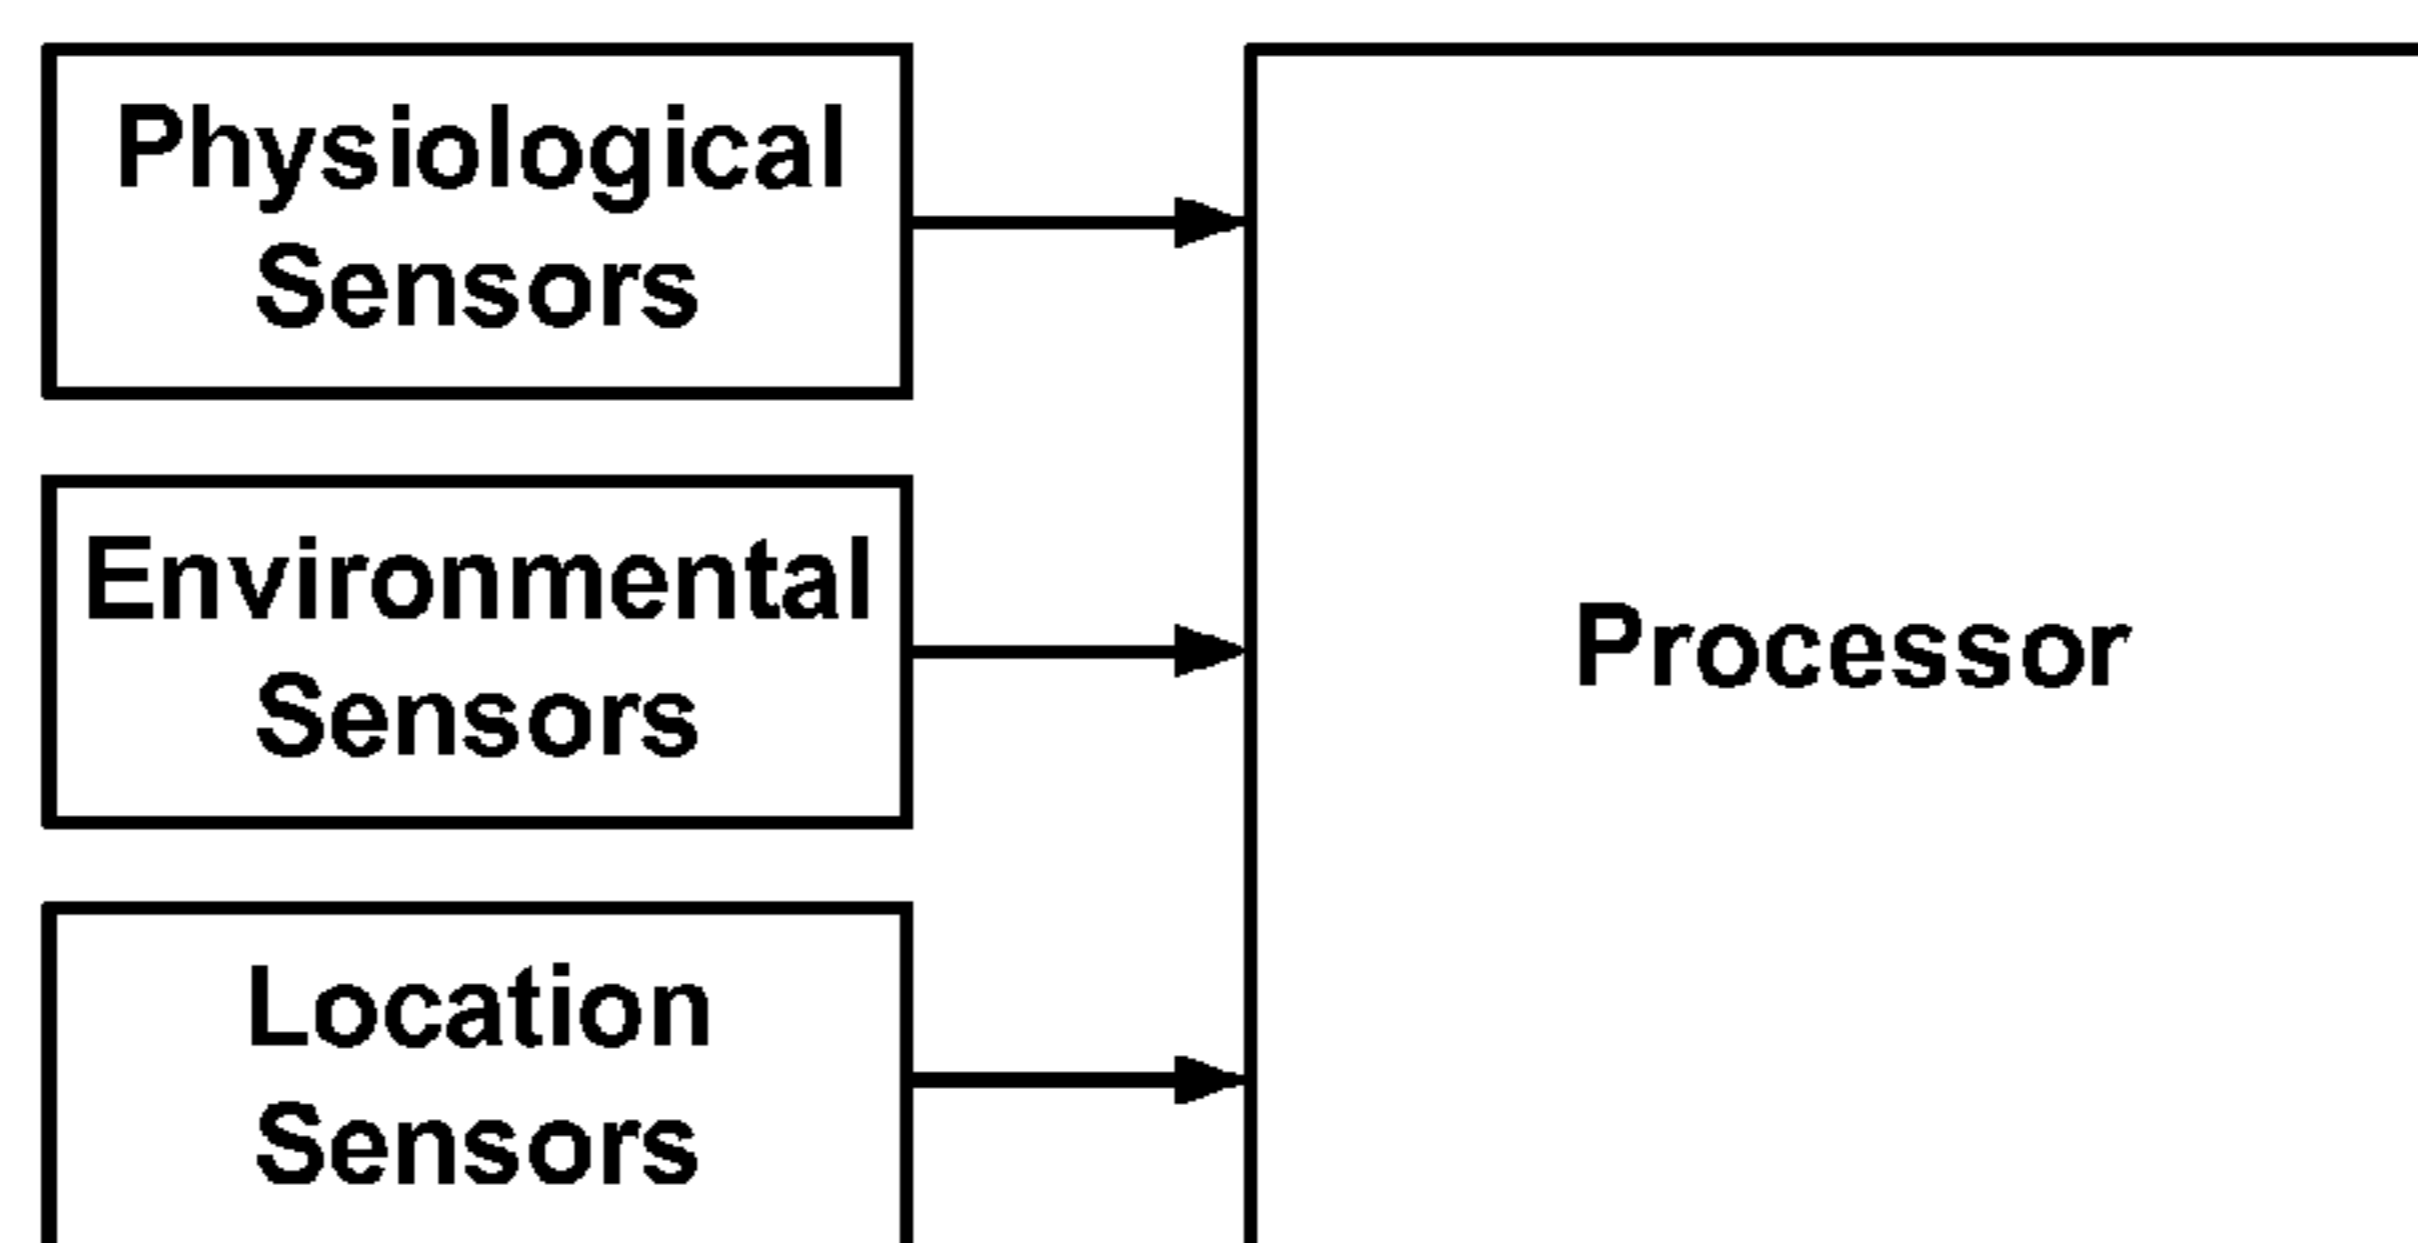 Physiological
Sensors
Environmental
Sensors
Processor
Location
Sensors